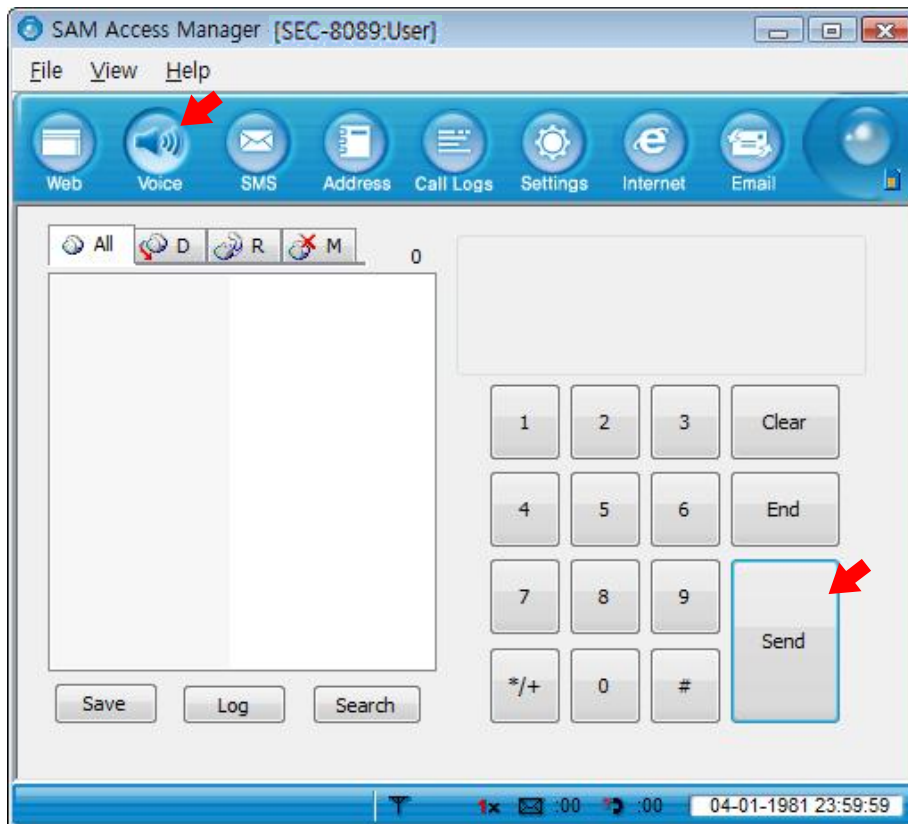 SAM Access Manager [SEC-8089:User]
File View Help
Web Voice SMS Address Call Logs Settings Internet Email
All D R M 0
1 2 3 Clear
4 5 6 End
7 8 9
Send
*/+ 0 #
Save Log Search
1x :00 :00 04-01-1981 23:59:59